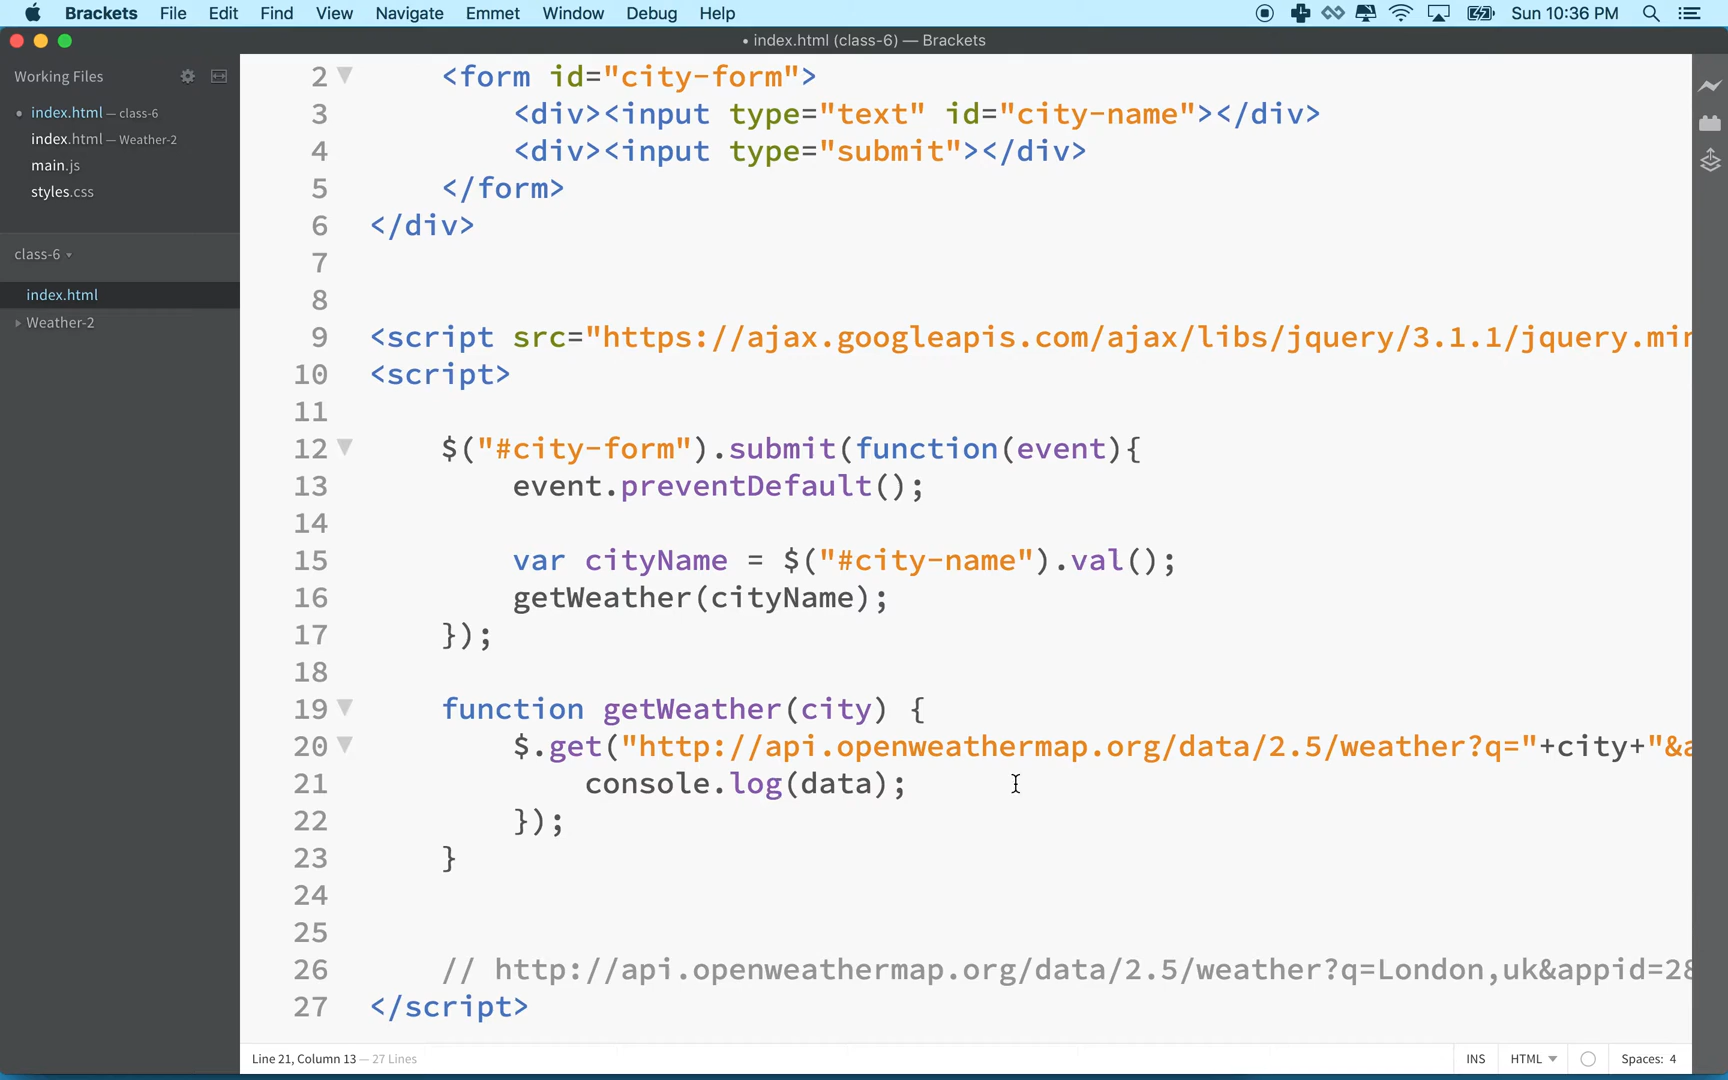 Brackets File Edit Find View Navigate Emmet Window Debug Help Sun 10:36 PM
• index.html (class-6) — Brackets
Working Files
• index.html — class-6
index.html — Weather-2
main.js
styles.css
class-6
index.html
Weather-2
2 <form id="city-form">
3 <div><input type="text" id="city-name"></div>
4 <div><input type="submit"></div>
5 </form>
6 </div>
7
8
9 <script src="https://ajax.googleapis.com/ajax/libs/jquery/3.1.1/jquery.min
10 <script>
11
12 $("#city-form").submit(function(event){
13 event.preventDefault();
14
15 var cityName = $("#city-name").val();
16 getWeather(cityName);
17 });
18
19 function getWeather(city) {
20 $.get("http://api.openweathermap.org/data/2.5/weather?q="+city+"&a
21 console.log(data);
22 });
23 }
24
25
26 // http://api.openweathermap.org/data/2.5/weather?q=London,uk&appid=28
27 </script>
Line 21, Column 13 — 27 Lines INS HTML Spaces: 4